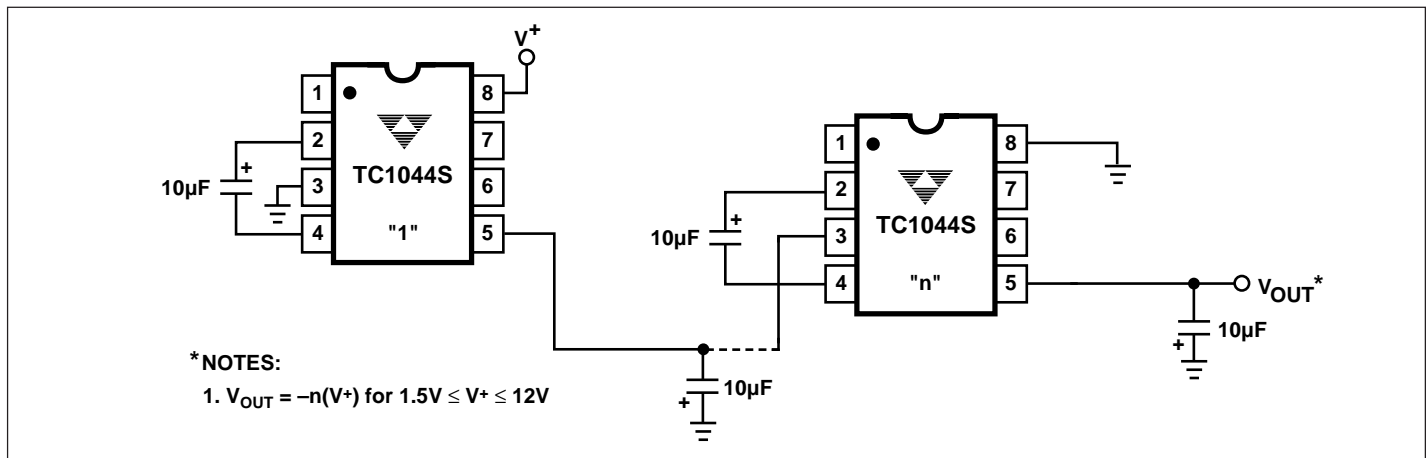 V+
1
8
2
7
+
10µF
TC1044S
3
6
4
"1"
5
1
8
2
7
+
10µF
TC1044S
3
6
4
"n"
5
VOUT*
10µF
+
10µF
+
*NOTES:
1. VOUT = –n(V+) for 1.5V ≤ V+ ≤ 12V